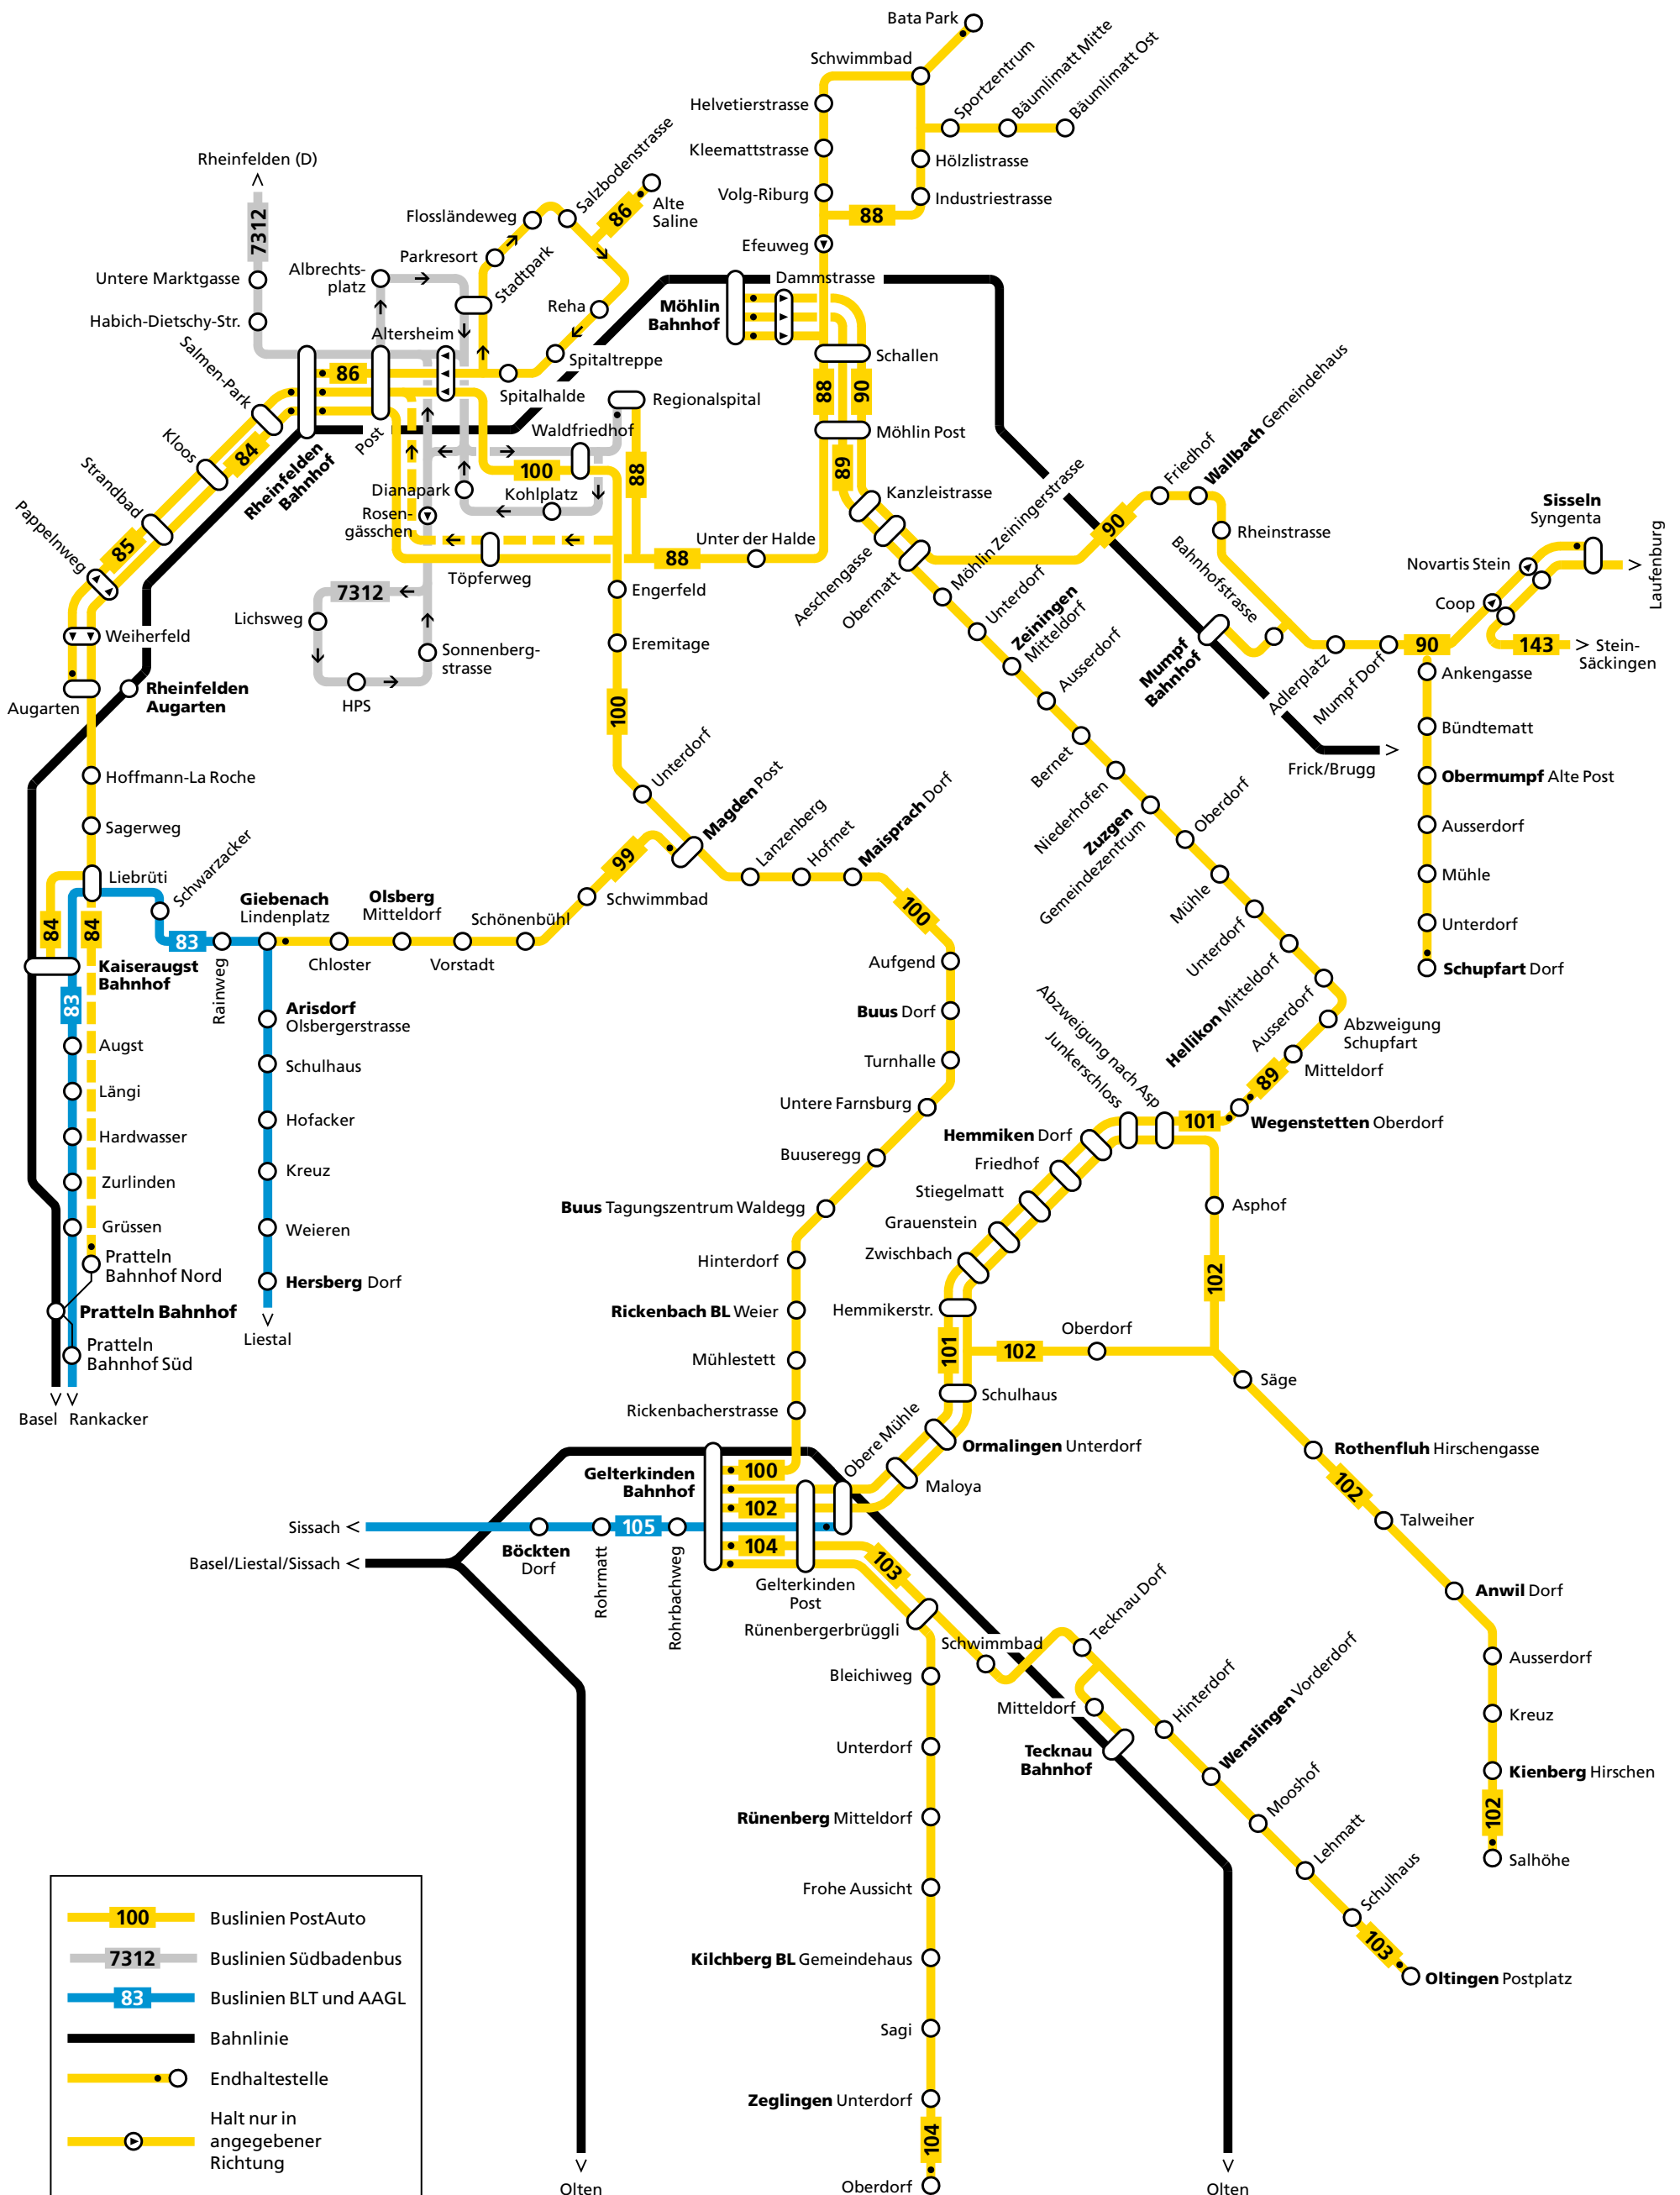 Bata Park
Schwimmbad
Sportzentrum
Bäumlimatt Mitte
Bäumlimatt Ost
Helvetierstrasse
Kleemattstrasse
Hölzlistrasse
Volg-Riburg
Industriestrasse
88
Efeuweg
Rheinfelden (D)
7312
Untere Marktgasse
Habich-Dietschy-Str.
Albrechts-
platz
Altersheim
Flossländeweg
Salzbodenstrasse
86
Alte
Saline
Parkresort
Stadtpark
Reha
Spitaltreppe
Spitalhalde
Dammstrasse
Möhlin
Bahnhof
Schallen
88
90
Möhlin Post
89
Salmen-Park
86
Kloos
84
Strandbad
Pappelnweg
85
Rheinfelden
Bahnhof
Post
Regionalspital
Waldfriedhof
100
88
Dianapark
Kohlplatz
Rosen-
gässchen
Töpferweg
88
Unter der Halde
7312
Lichsweg
Sonnenberg-
strasse
HPS
Engerfeld
Eremitage
100
Weiherfeld
Augarten
Rheinfelden
Augarten
Hoffmann-La Roche
Sagerweg
Liebrüti
Schwarzacker
84
84
83
Kaiseraugst
Bahnhof
83
Rainweg
Giebenach
Lindenplatz
Olsberg
Mitteldorf
Chloster
Vorstadt
Schönenbühl
Schwimmbad
99
Unterdorf
Magden Post
Lanzenberg
Hofmet
Maisprach Dorf
100
Kanzleistrasse
Aeschengasse
Obermatt
Möhlin Zeiningerstrasse
Unterdorf
Zeiningen
Mitteldorf
Ausserdorf
Bernet
Niederhofen
Zuzgen
Gemeindezentrum
Oberdorf
Mühle
Unterdorf
Hellikon Mitteldorf
Ausserdorf
Abzweigung
Schupfart
Mitteldorf
89
Wegenstetten Oberdorf
90
Friedhof
Wallbach Gemeindehaus
Rheinstrasse
Bahnhofstrasse
Mumpf
Bahnhof
Adlerplatz
Mumpf Dorf
Frick/Brugg
90
Sisseln
Syngenta
Novartis Stein
Coop
Laufenburg
143
Stein-
Säckingen
Ankengasse
Bündtematt
Obermumpf Alte Post
Ausserdorf
Mühle
Unterdorf
Schupfart Dorf
Augst
Längi
Hardwasser
Zurlinden
Grüssen
Pratteln
Bahnhof Nord
Pratteln Bahnhof
Pratteln
Bahnhof Süd
Basel
Rankacker
Arisdorf
Olsbergerstrasse
Schulhaus
Hofacker
Kreuz
Weieren
Hersberg Dorf
Liestal
Aufgend
Buus Dorf
Turnhalle
Untere Farnsburg
Buuseregg
Buus Tagungszentrum Waldegg
Hinterdorf
Rickenbach BL Weier
Mühlestett
Rickenbacherstrasse
101
Abzweigung nach Asp
Junkerschloss
Hemmiken Dorf
Friedhof
Stiegelmatt
Grauenstein
Zwischbach
Hemmikerstr.
101
102
Oberdorf
Asphof
102
Schulhaus
Ormalingen Unterdorf
Maloya
Obere Mühle
Säge
Rothenfluh Hirschengasse
102
Talweiher
Anwil Dorf
Ausserdorf
Kreuz
Kienberg Hirschen
102
Salhöhe
Gelterkinden
Bahnhof
100
102
104
Gelterkinden
Post
Sissach
Basel/Liestal/Sissach
Böckten
Dorf
Rohrmatt
105
Rohrbachweg
103
Rünenbergerbrüggli
Schwimmbad
Tecknau Dorf
Mitteldorf
Tecknau
Bahnhof
Hinterdorf
Wenslingen Vorderdorf
Mooshof
Lehmatt
Schulhaus
103
Oltingen Postplatz
Bleichiweg
Unterdorf
Rünenberg Mitteldorf
Frohe Aussicht
Kilchberg BL Gemeindehaus
Sagi
Zeglingen Unterdorf
104
Oberdorf
Olten
Olten
100 Buslinien PostAuto
7312 Buslinien Südbadenbus
83 Buslinien BLT und AAGL
Bahnlinie
Endhaltestelle
Halt nur in
angegebener
Richtung